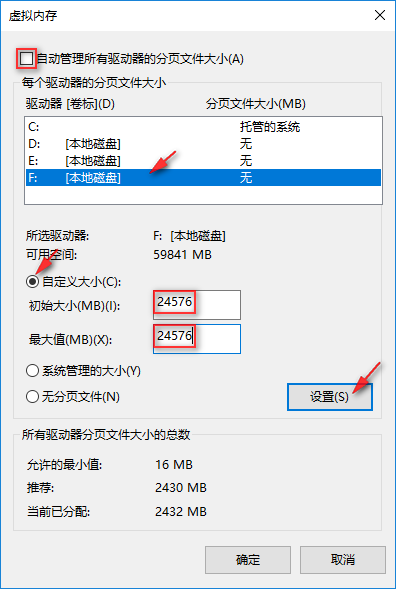 虚拟内存
自动管理所有驱动器的分页文件大小(A)
每个驱动器的分页文件大小
驱动器 [卷标](D) 分页文件大小(MB)
C: 托管的系统
D: [本地磁盘] 无
E: [本地磁盘] 无
F: [本地磁盘] 无
所选驱动器: F: [本地磁盘]
可用空间: 59841 MB
自定义大小(C):
初始大小(MB)(I): 24576
最大值(MB)(X): 24576
系统管理的大小(Y)
无分页文件(N) 设置(S)
所有驱动器分页文件大小的总数
允许的最小值: 16 MB
推荐: 2430 MB
当前已分配: 2432 MB
确定 取消